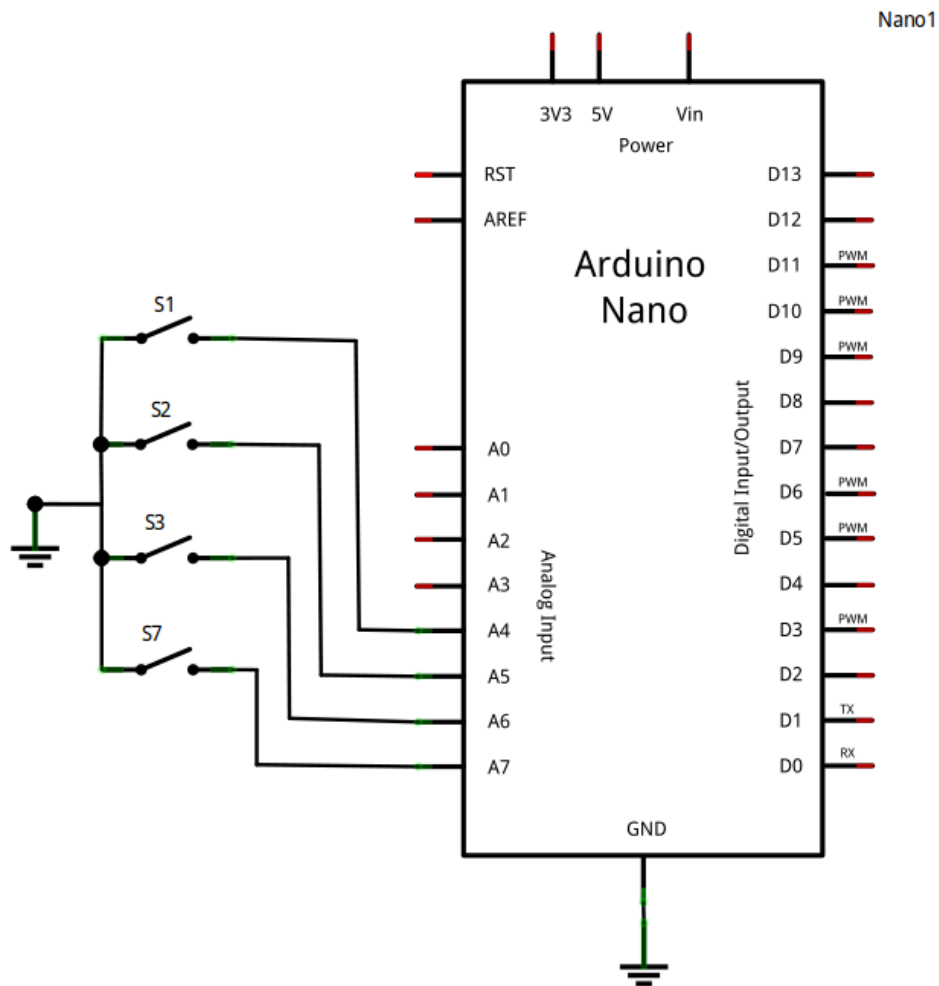 Nano1
3V3 5V Vin
Power
RST
AREF
D13
D12
D11 PWM
D10 PWM
D9 PWM
D8
D7
D6 PWM
D5 PWM
D4
D3 PWM
D2
D1 TX
D0 RX
Arduino
Nano
Digital Input/Output
S1
S2
S3
S7
A0
A1
A2
A3
A4
A5
A6
A7
Analog Input
GND